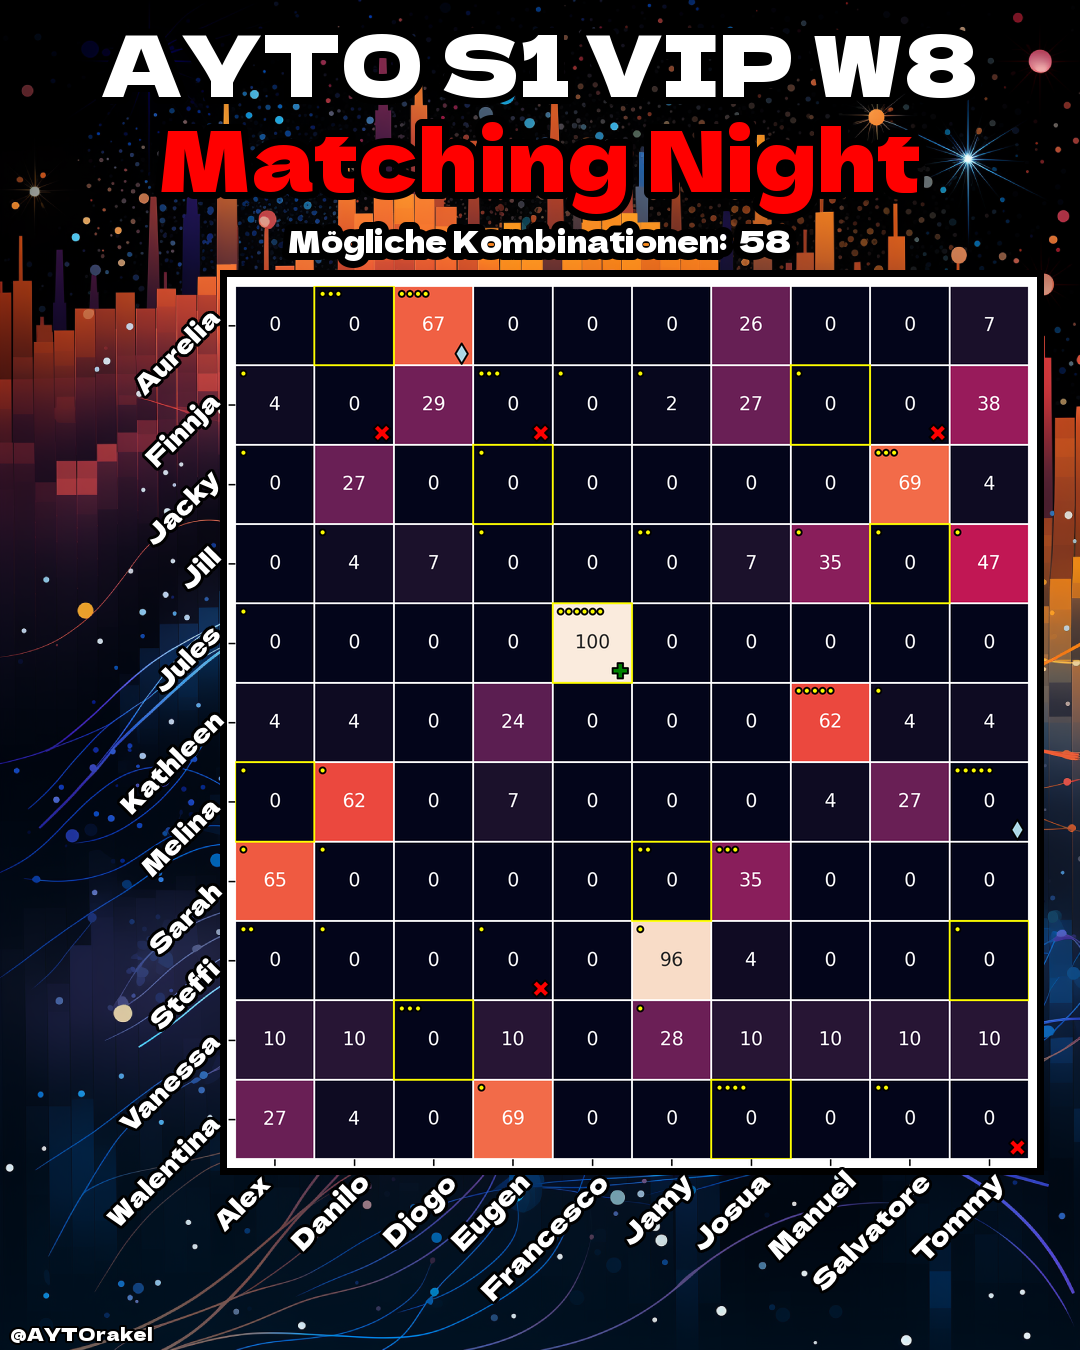 AYTO S1 VIP W8
Matching Night
Mögliche Kombinationen: 58
Aurelia 0 0 67 0 0 0 26 0 0 7
Finnja 4 0 29 0 0 2 27 0 0 38
Jacky 0 27 0 0 0 0 0 0 69 4
Jill 0 4 7 0 0 0 7 35 0 47
Jules 0 0 0 0 100 0 0 0 0 0
Kathleen 4 4 0 24 0 0 0 62 4 4
Melina 0 62 0 7 0 0 0 4 27 0
Sarah 65 0 0 0 0 0 35 0 0 0
Steffi 0 0 0 0 0 96 4 0 0 0
Vanessa 10 10 0 10 0 28 10 10 10 10
Walentina 27 4 0 69 0 0 0 0 0 0
Alex Danilo Diogo Eugen Francesco Jamy Josua Manuel Salvatore Tommy
@AYTOrakel